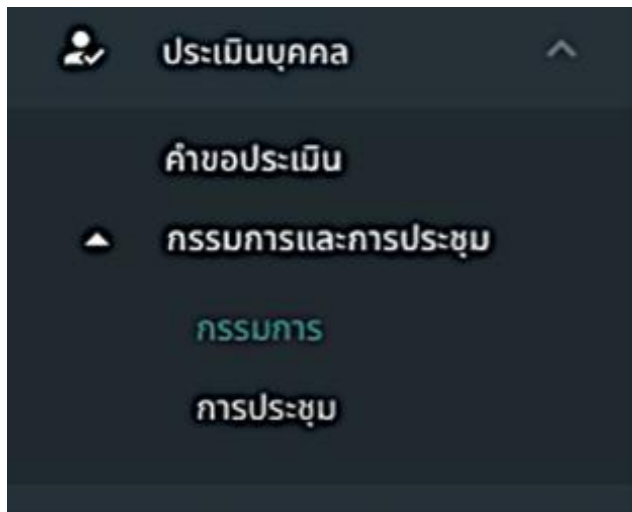 ประเมินบุคคล
คำขอประเมิน
กรรมการและการประชุม
กรรมการ
การประชุม